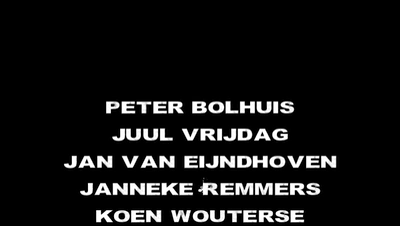 PETER BOLHUIS
JUUL VRIJDAG
JAN VAN EIJNDHOVEN
JANNEKE REMMERS
KOEN WOUTERSE